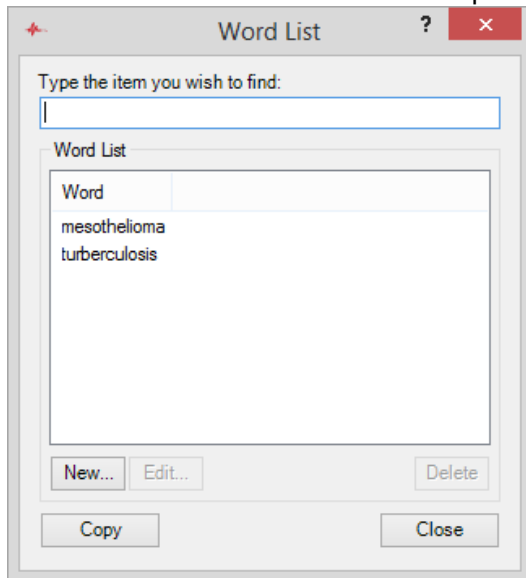 Word List ? ×
Type the item you wish to find:
Word List
Word
mesothelioma
turberculosis
New... Edit... Delete
Copy Close